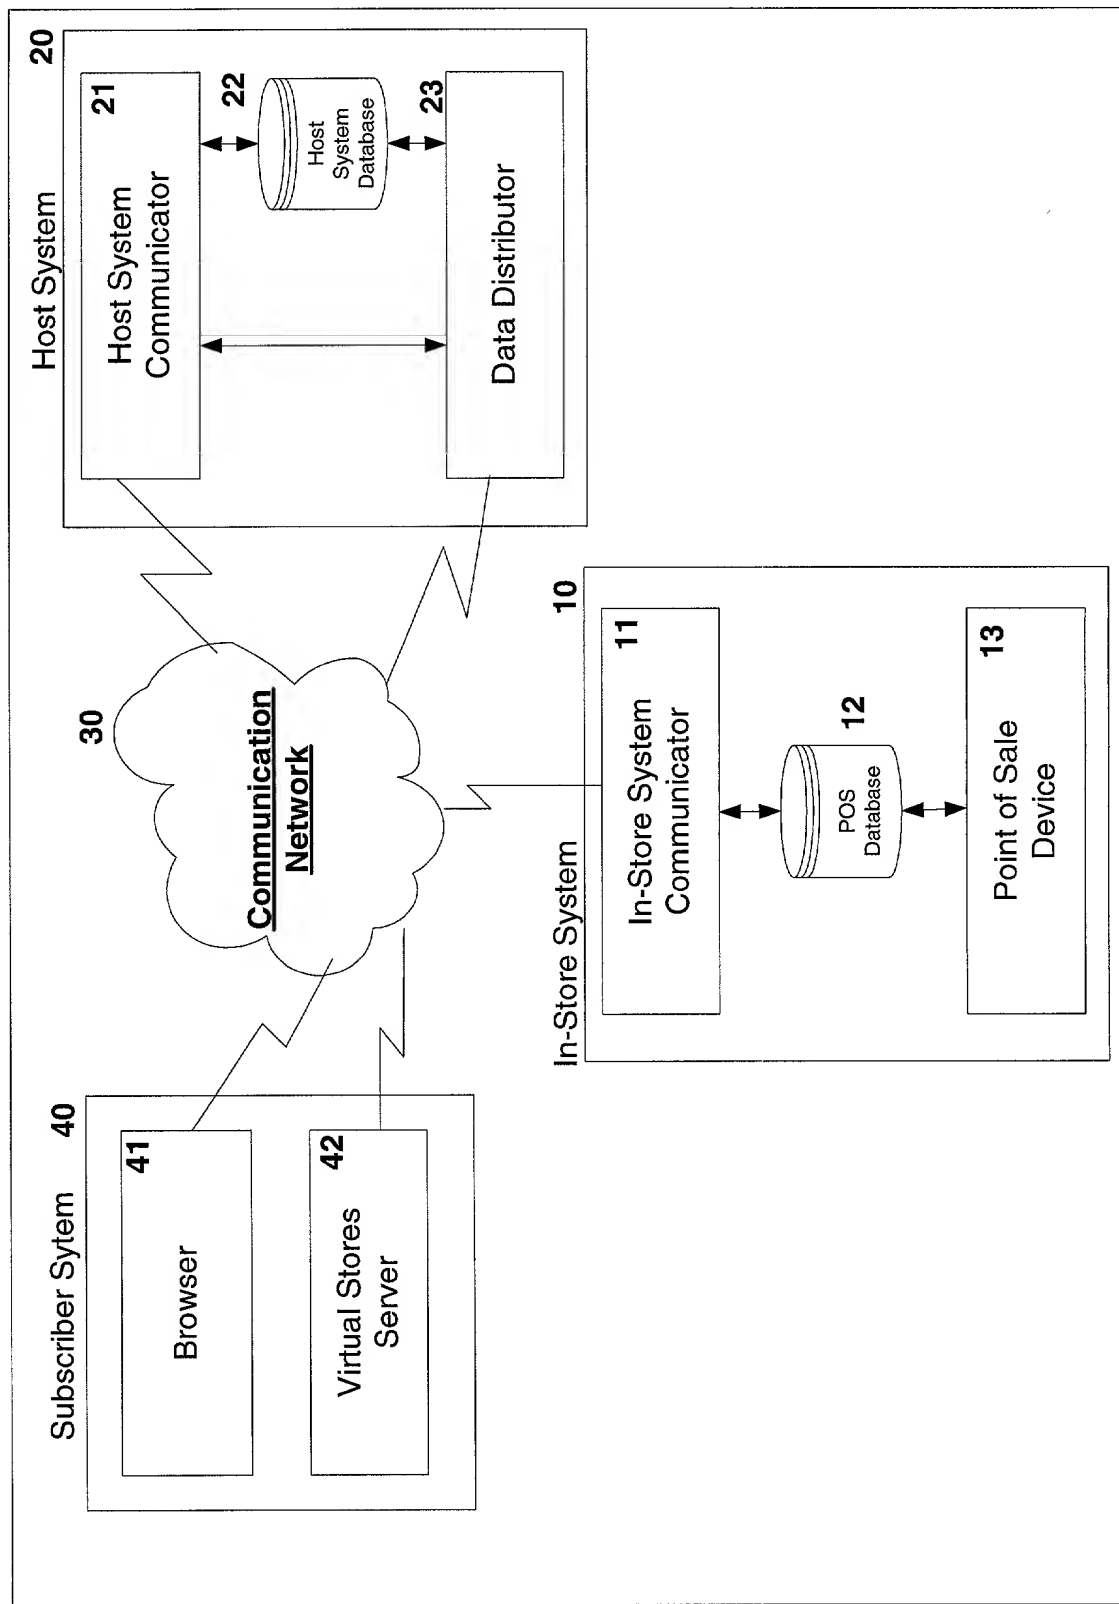 Subscriber Sytem
40
Browser
41
Virtual Stores
Server
42
30
Communication
Network
Host System
20
Host System
Communicator
21
22
Host
System
Database
23
Data Distributor
In-Store System
10
In-Store System
Communicator
11
POS
Database
12
Point of Sale
Device
13